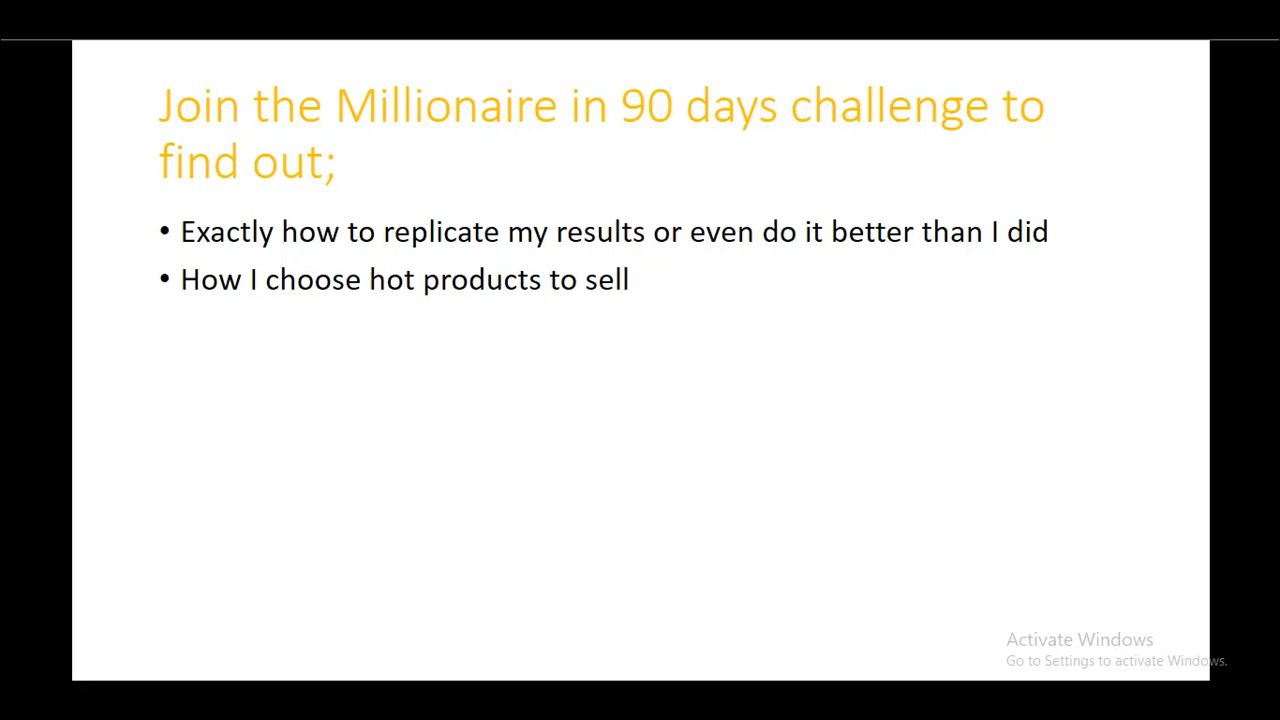 Join the Millionaire in 90 days challenge to
find out;
• Exactly how to replicate my results or even do it better than I did
• How I choose hot products to sell
Activate Windows
Go to Settings to activate Windows.